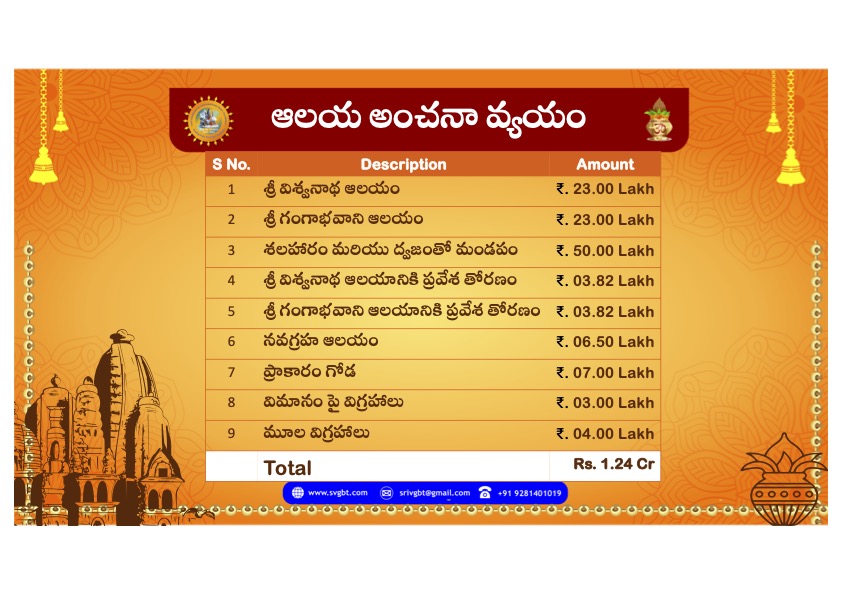 ఆలయ అంచనా వ్యయం
S No. Description Amount
1 శ్రీ విశ్వనాథ ఆలయం ₹. 23.00 Lakh
2 శ్రీ గంగాభవాని ఆలయం ₹. 23.00 Lakh
3 శలహారం మరియు ద్వజంతో మండపం ₹. 50.00 Lakh
4 శ్రీ విశ్వనాథ ఆలయానికి ప్రవేశ తోరణం ₹. 03.82 Lakh
5 శ్రీ గంగాభవాని ఆలయానికి ప్రవేశ తోరణం ₹. 03.82 Lakh
6 నవగ్రహ ఆలయం ₹. 06.50 Lakh
7 ప్రాకారం గోడ ₹. 07.00 Lakh
8 విమానం పై విగ్రహాలు ₹. 03.00 Lakh
9 మూల విగ్రహాలు ₹. 04.00 Lakh
Total Rs. 1.24 Cr
www.svgbt.com srivgbt@gmail.com +91 9281401019